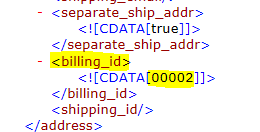 - <separate_ship_addr>
<![CDATA[true]]>
</separate_ship_addr>
- <billing_id>
<![CDATA[00002]]>
</billing_id>
<shipping_id/>
</address>